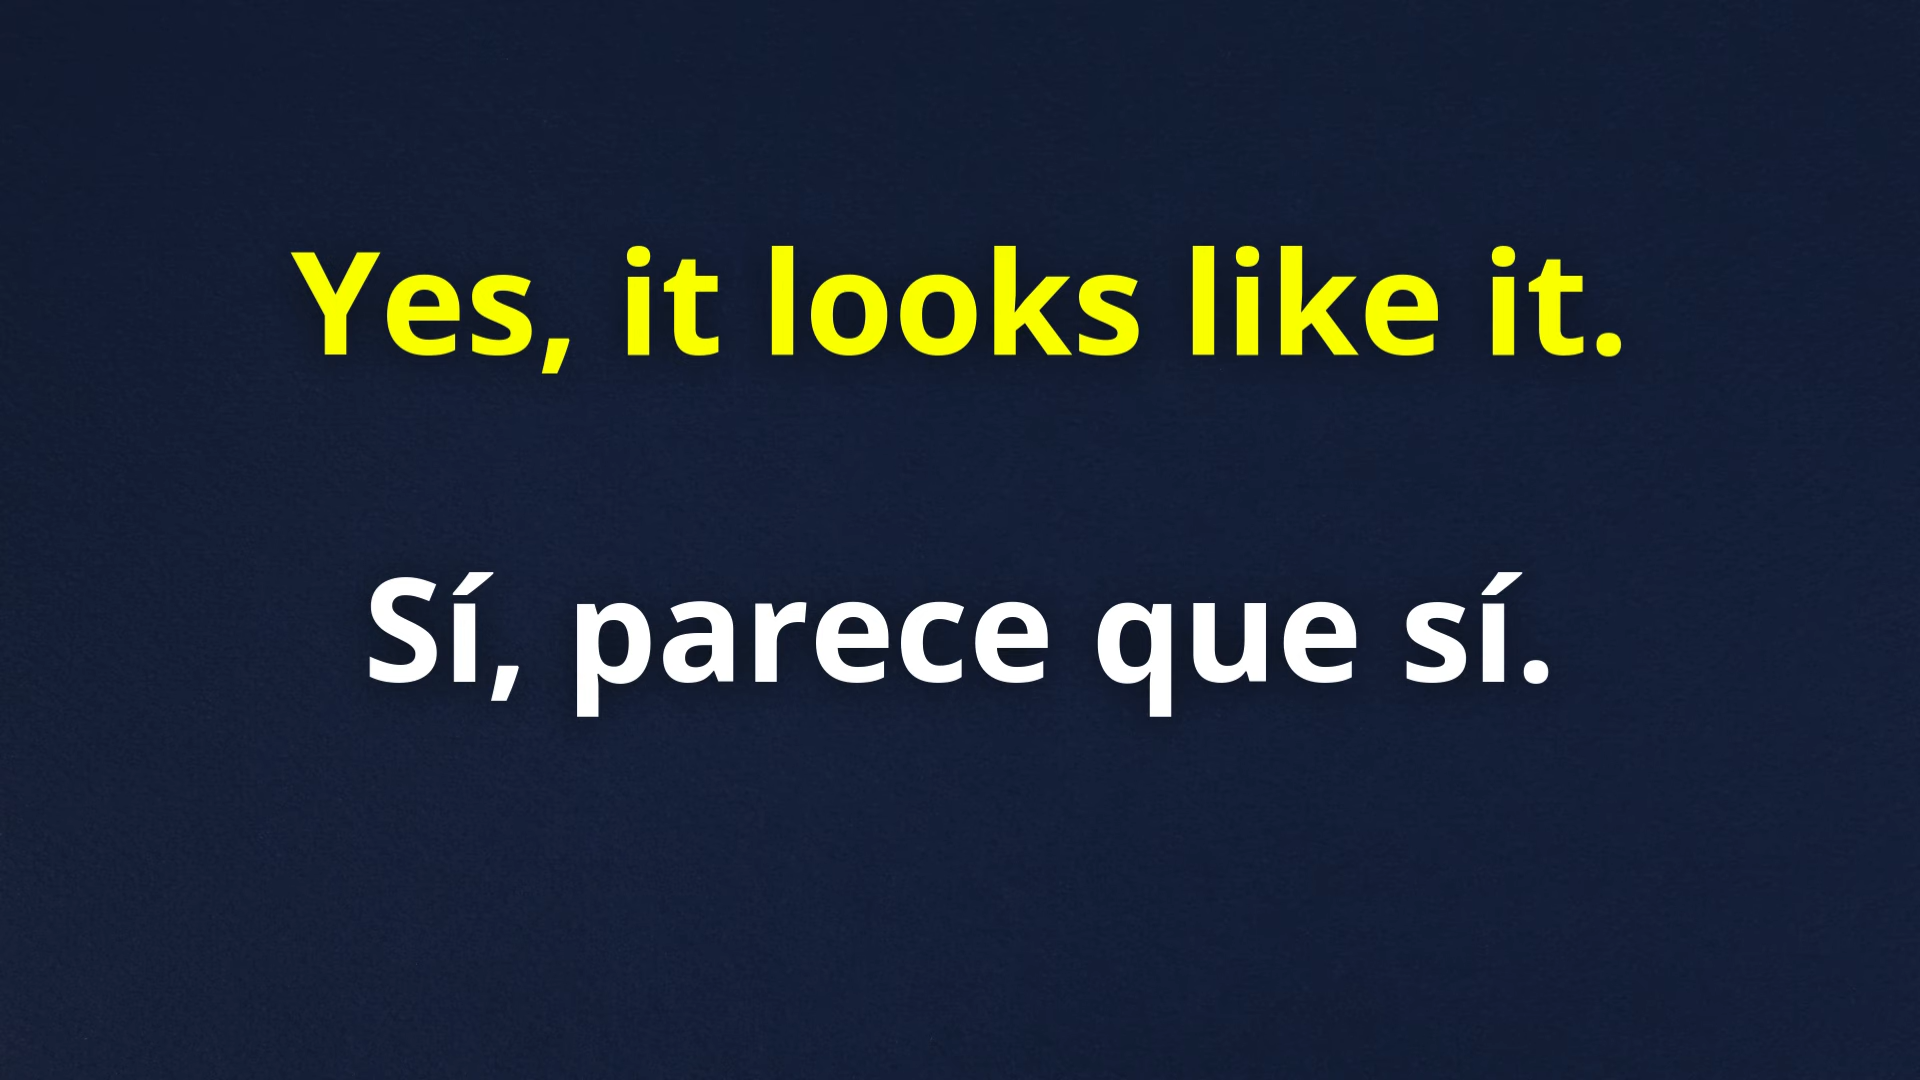 Yes, it looks like it.
Sí, parece que sí.